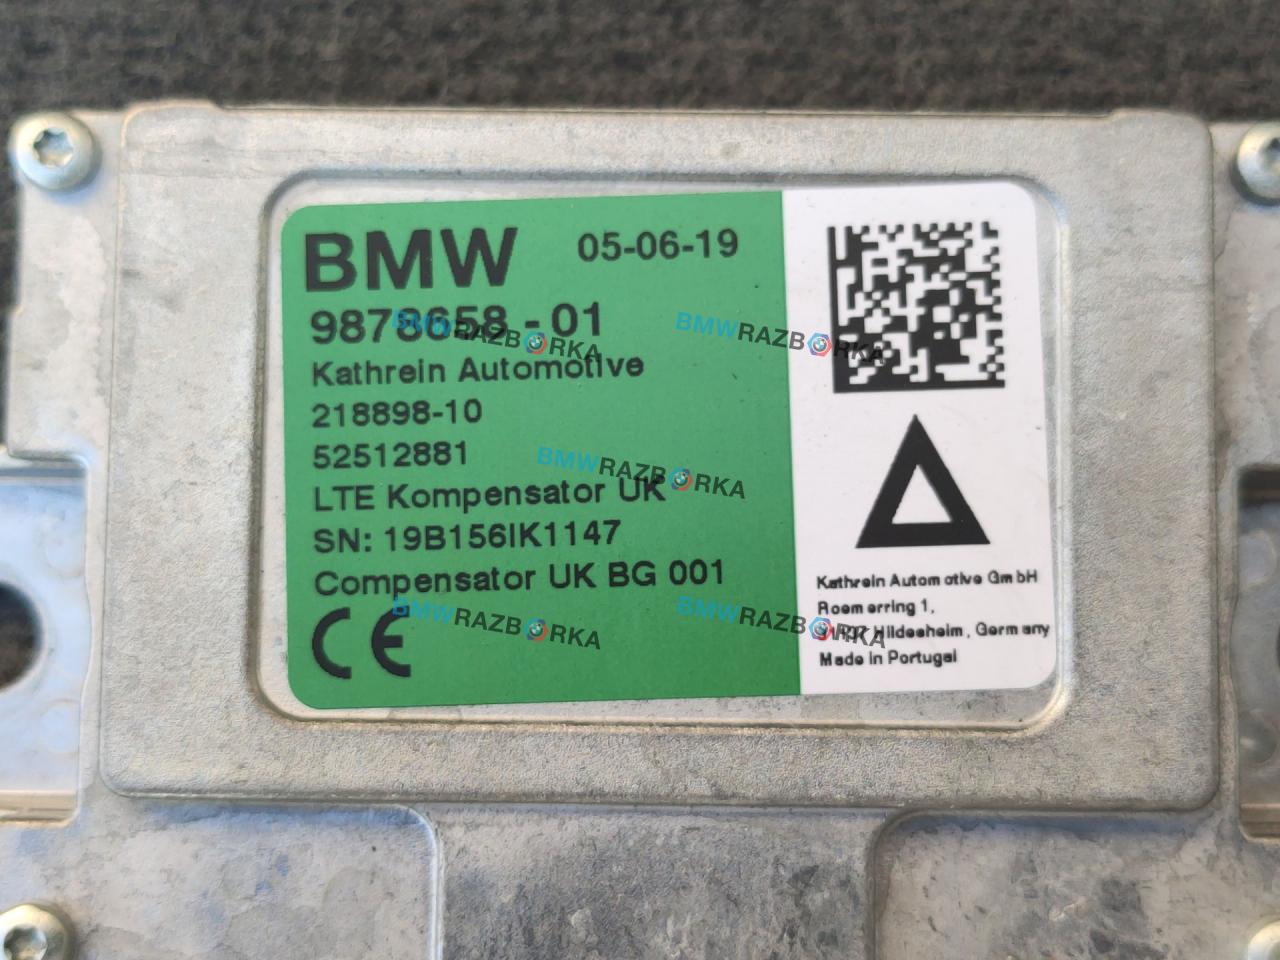 BMW 05-06-19
9878658-01
Kathrein Automotive
218898-10
52512881
LTE Kompensator UK
SN: 19B156IK1147
Compensator UK BG 001
CE
Kathrein Automotive GmbH
Roemerring 1,
Hildesheim, Germany
Made in Portugal
BMWRAZBORKA
BMWRAZBORKA
BMWRAZBORKA
BMWRAZBORKA
BMWRAZBORKA